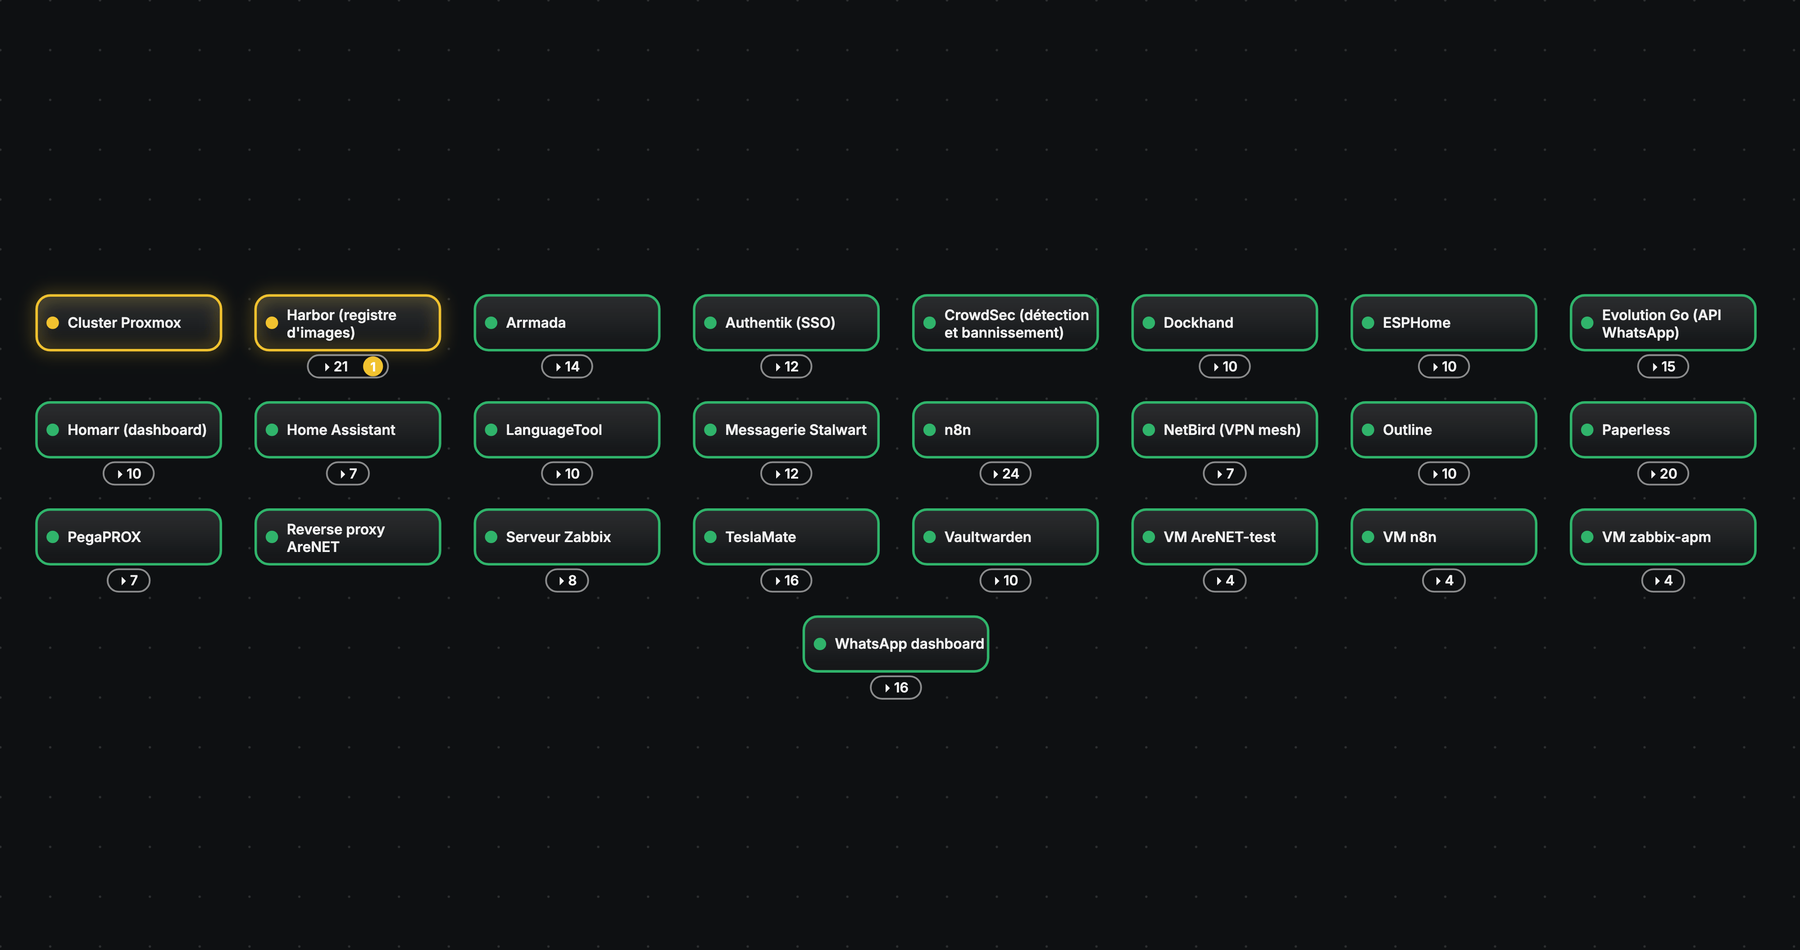 Cluster Proxmox
Harbor (registre
d'images)
21 1
Arrmada
14
Authentik (SSO)
12
CrowdSec (détection
et bannissement)
Dockhand
10
ESPHome
10
Evolution Go (API
WhatsApp)
15
Homarr (dashboard)
10
Home Assistant
7
LanguageTool
10
Messagerie Stalwart
12
n8n
24
NetBird (VPN mesh)
7
Outline
10
Paperless
20
PegaPROX
7
Reverse proxy
AreNET
Serveur Zabbix
8
TeslaMate
16
Vaultwarden
10
VM AreNET-test
4
VM n8n
4
VM zabbix-apm
4
WhatsApp dashboard
16